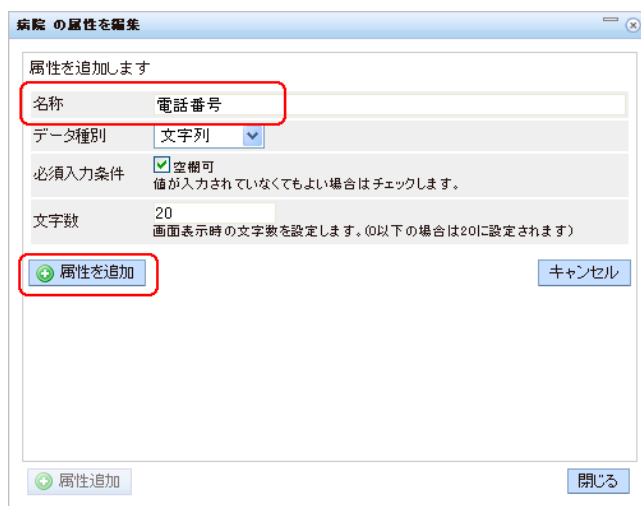 病院 の属性を編集
属性を追加します
名称 電話番号
データ種別 文字列
必須入力条件 空欄可
値が入力されていなくてもよい場合はチェックします。
文字数 20
画面表示時の文字数を設定します。(0以下の場合は20に設定されます)
属性を追加 キャンセル
属性追加 閉じる